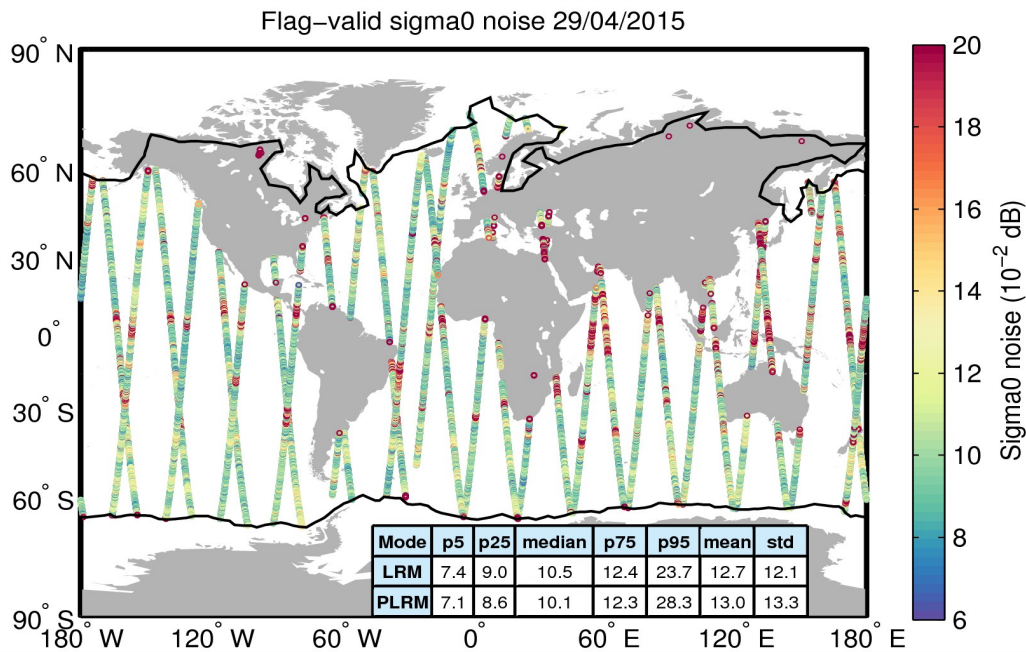 Flag−valid sigma0 noise 29/04/2015
90° N
60° N
30° N
0°
30° S
60° S
90° S
180° W
120° W
60° W
0°
60° E
120° E
180° E
Mode p5 p25 median p75 p95 mean std
LRM 7.4 9.0 10.5 12.4 23.7 12.7 12.1
PLRM 7.1 8.6 10.1 12.3 28.3 13.0 13.3
20
18
16
14
12
10
8
6
Sigma0 noise (10⁻² dB)